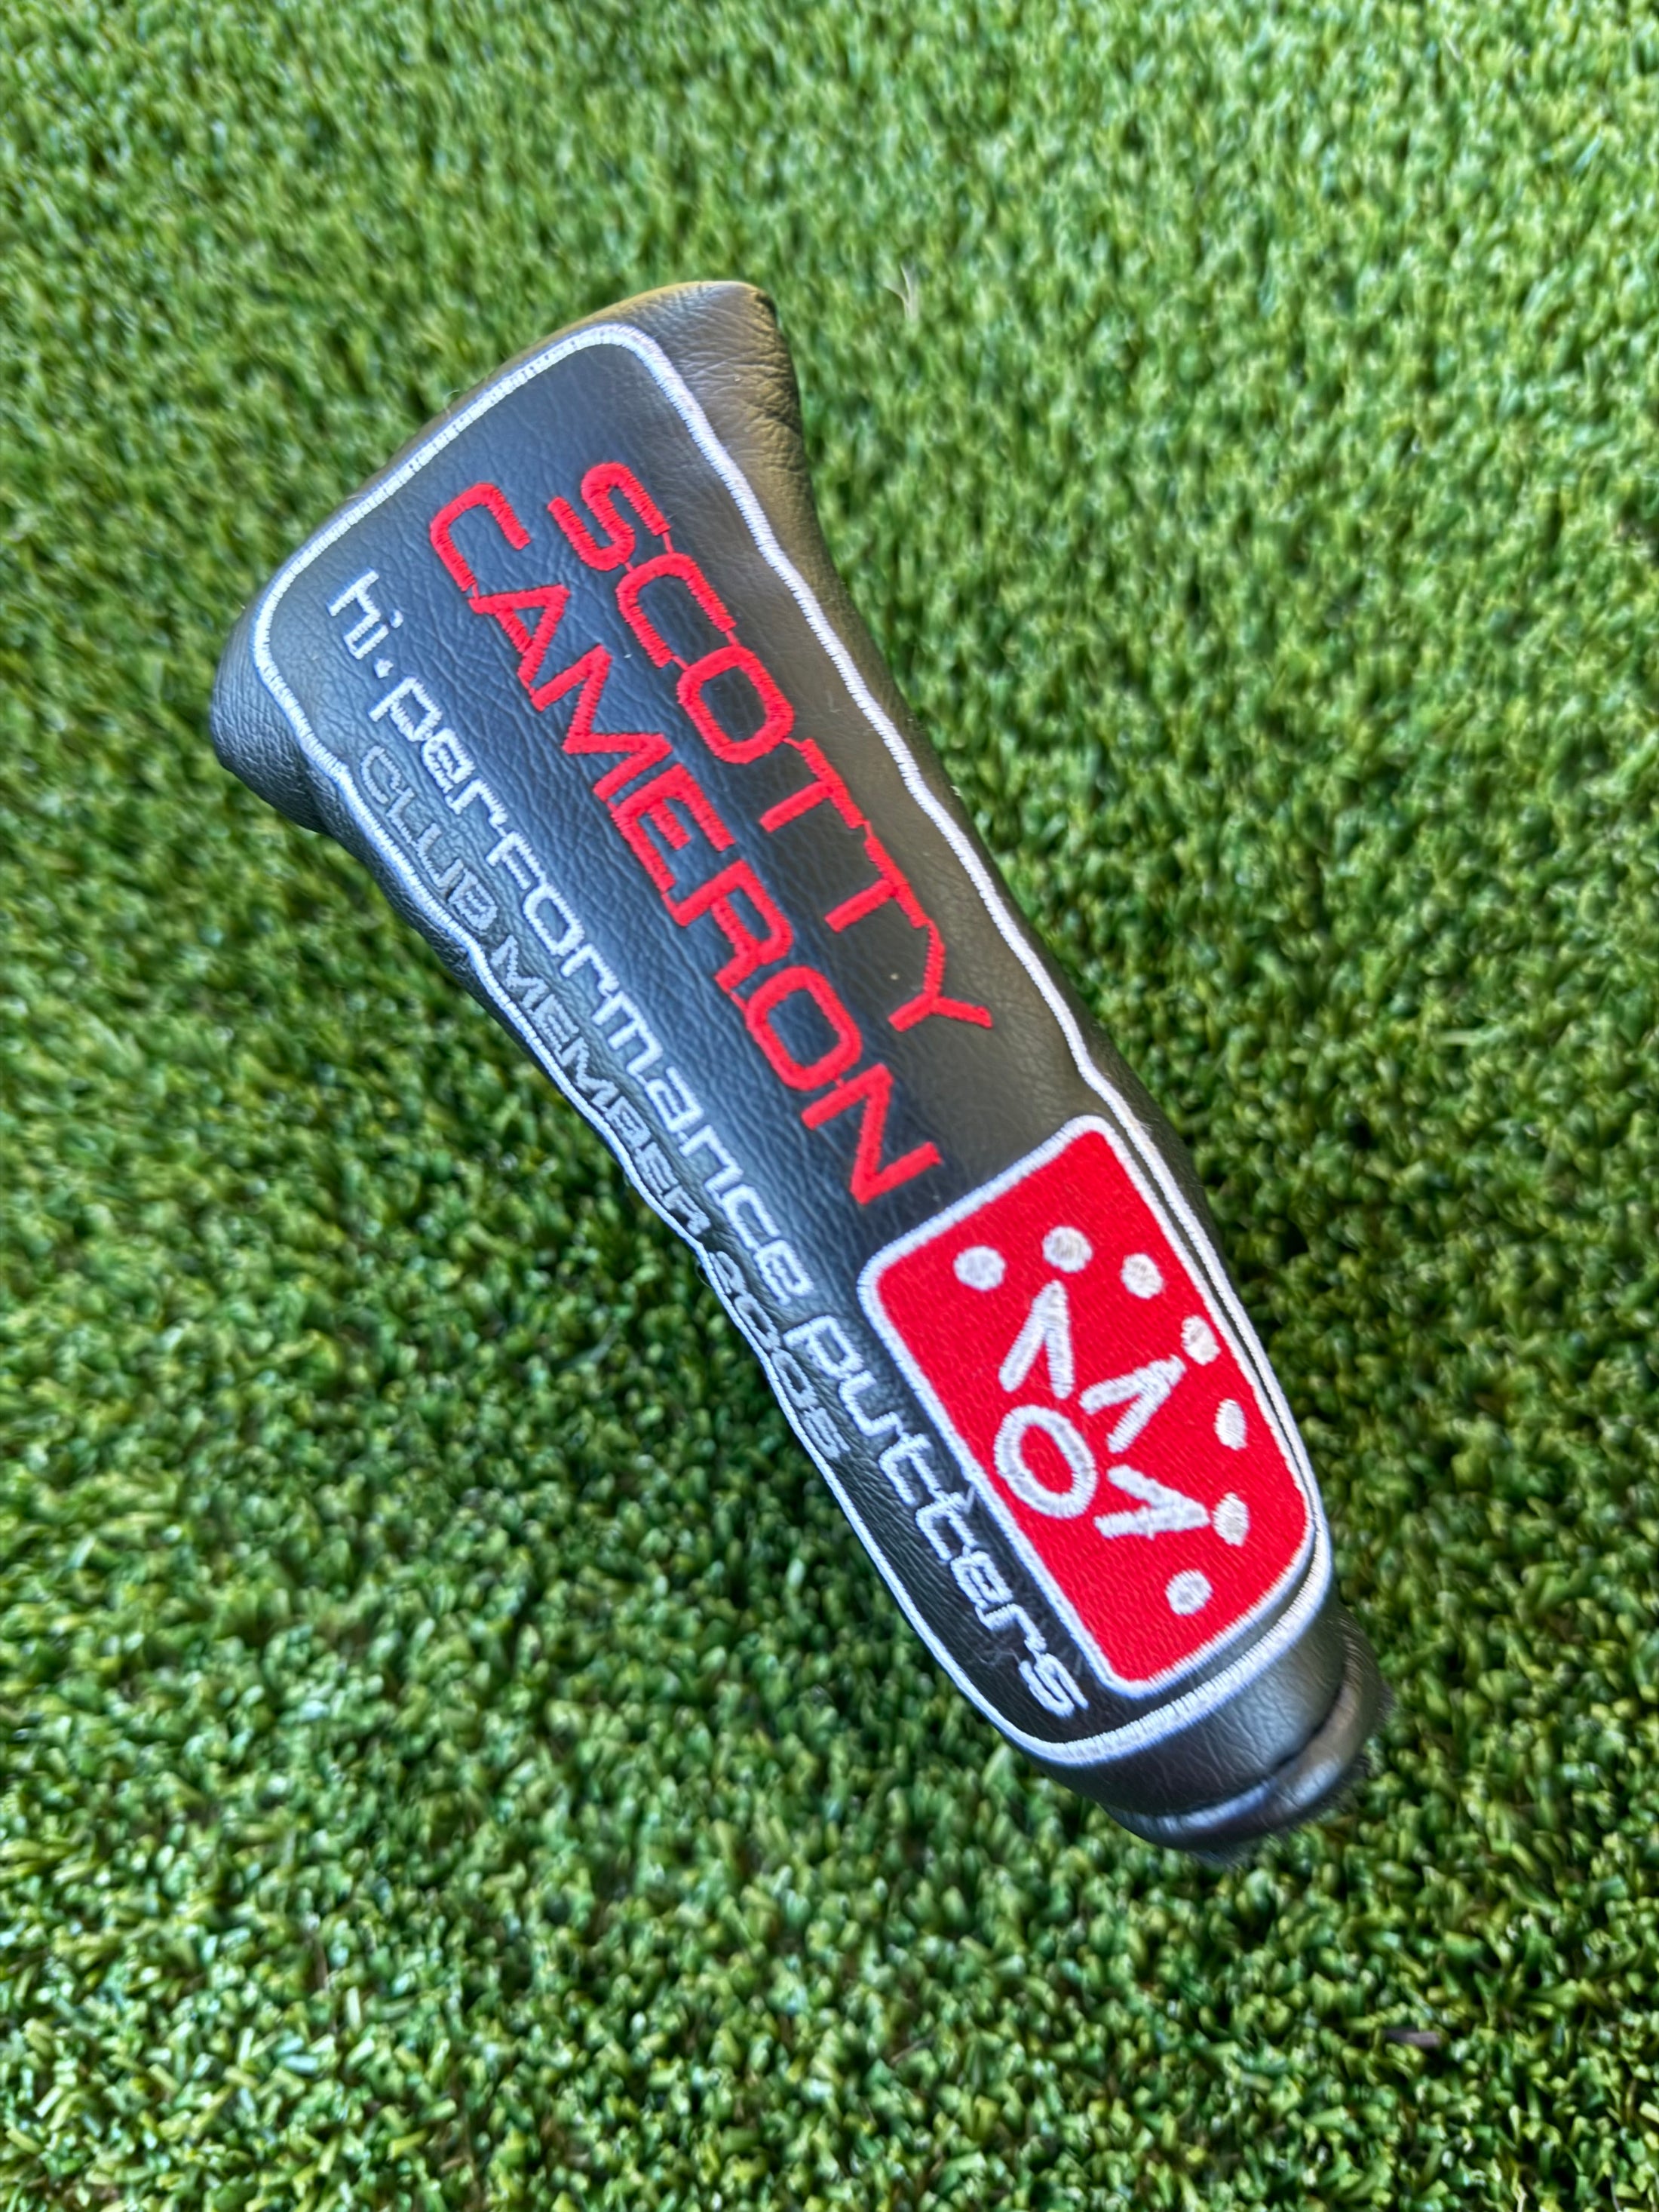 SCOTTY
CAMERON
hi•performance putters
CLUB MEMBER 2005